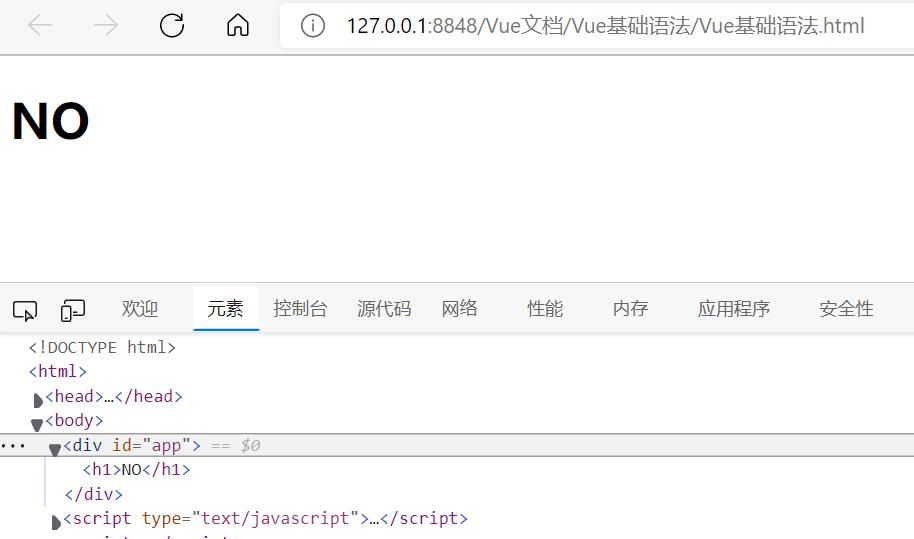 127.0.0.1:8848/Vue文档/Vue基础语法/Vue基础语法.html
NO
欢迎 元素 控制台 源代码 网络 性能 内存 应用程序 安全性
<!DOCTYPE html>
<html>
<head>…</head>
<body>
<div id="app"> == $0
<h1>NO</h1>
</div>
<script type="text/javascript">…</script>